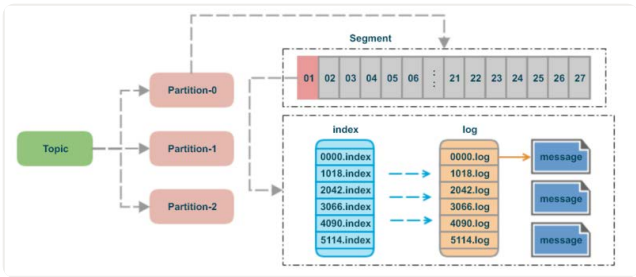 Segment
01 02 03 04 05 06 : : 21 22 23 24 25 26 27
Partition-0
Topic
Partition-1
Partition-2
index
0000.index
1018.index
2042.index
3066.index
4090.index
5114.index
log
0000.log
1018.log
2042.log
3066.log
4090.log
5114.log
message
message
message